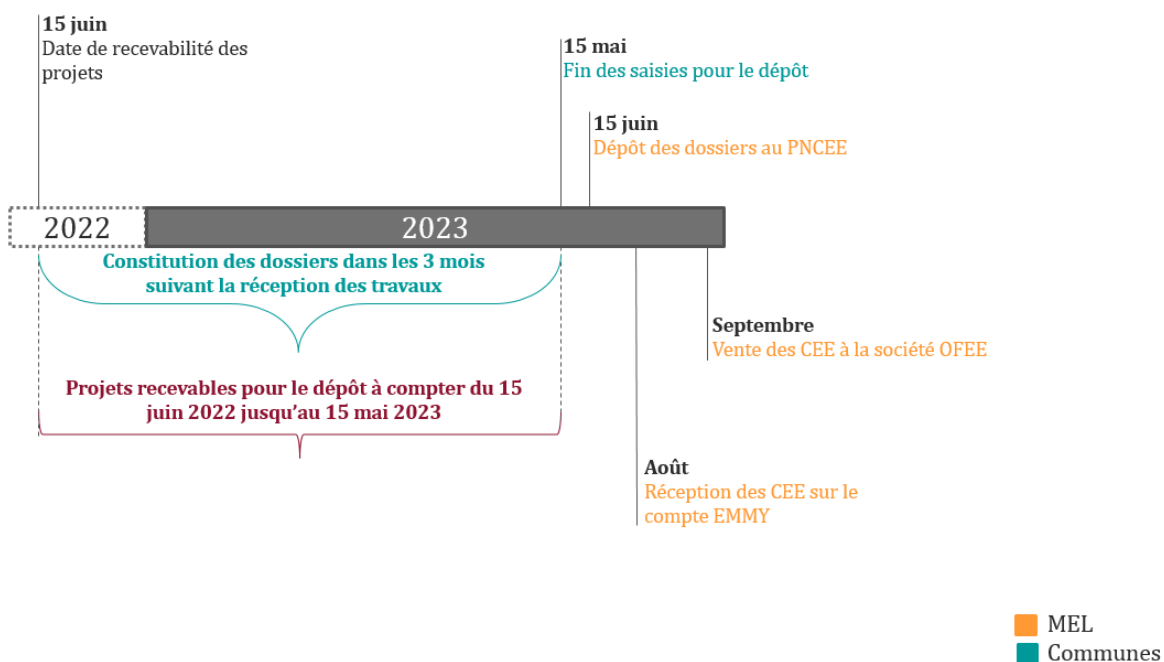 15 juin
Date de recevabilité des
projets
15 mai
Fin des saisies pour le dépôt
15 juin
Dépôt des dossiers au PNCEE
2022
2023
Constitution des dossiers dans les 3 mois
suivant la réception des travaux
Septembre
Vente des CEE à la société OFEE
Projets recevables pour le dépôt à compter du 15
juin 2022 jusqu’au 15 mai 2023
Août
Réception des CEE sur le
compte EMMY
MEL
Communes